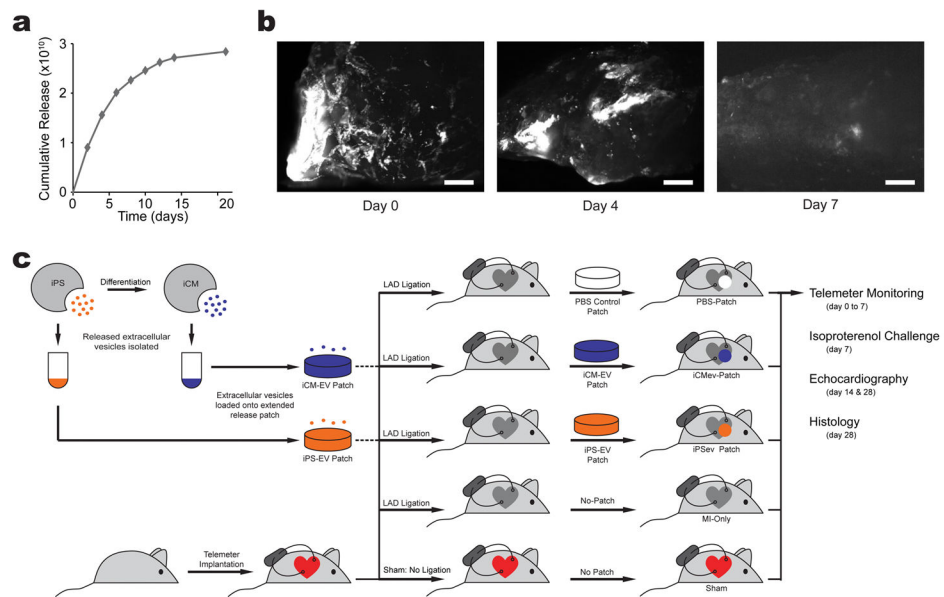 a
Cumulative Release (x10¹⁰)
3
2
1
0
0
5
10
15
20
Time (days)
b
Day 0
Day 4
Day 7
c
iPS
Differentiation
iCM
Released extracellular
vesicles isolated
Extracellular vesicles
loaded onto extended
release patch
iCM-EV Patch
iPS-EV Patch
LAD Ligation
PBS Control
Patch
PBS-Patch
LAD Ligation
iCM-EV
Patch
iCMev-Patch
LAD Ligation
iPS-EV
Patch
iPSev Patch
LAD Ligation
No-Patch
MI-Only
Telemeter
Implantation
Sham: No Ligation
No Patch
Sham
Telemeter Monitoring
(day 0 to 7)
Isoproterenol Challenge
(day 7)
Echocardiography
(day 14 & 28)
Histology
(day 28)